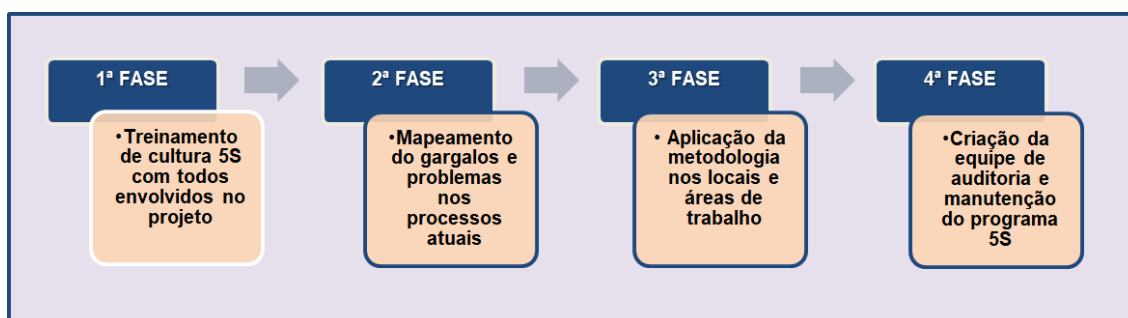 1ª FASE
•Treinamento
de cultura 5S
com todos
envolvidos no
projeto
2ª FASE
•Mapeamento
do gargalos e
problemas
nos
processos
atuais
3ª FASE
• Aplicação da
metodologia
nos locais e
áreas de
trabalho
4ª FASE
•Criação da
equipe de
auditoria e
manutenção
do programa
5S